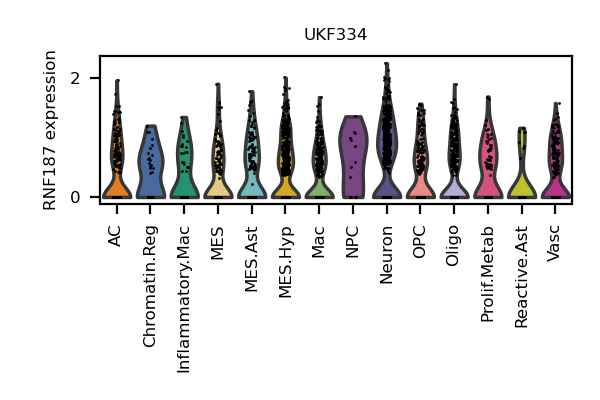 UKF334
RNF187 expression
2
0
AC
Chromatin.Reg
Inflammatory.Mac
MES
MES.Ast
MES.Hyp
Mac
NPC
Neuron
OPC
Oligo
Prolif.Metab
Reactive.Ast
Vasc